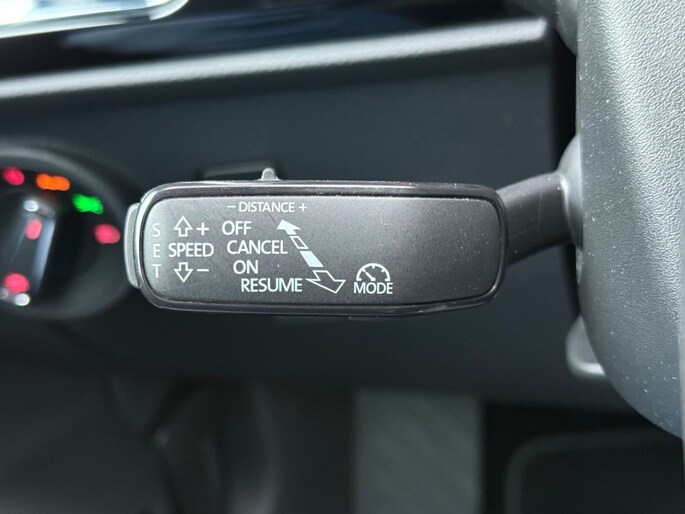 − DISTANCE +
S + OFF
E SPEED CANCEL
T − ON
RESUME MODE